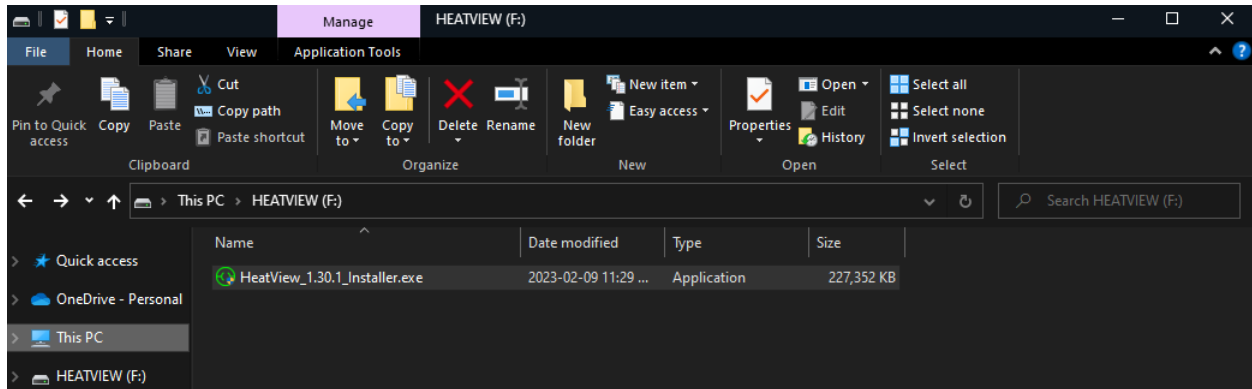 Manage HEATVIEW (F:)
File Home Share View Application Tools
Pin to Quick access
Copy
Paste
Cut
Copy path
Paste shortcut
Clipboard
Move to
Copy to
Delete
Rename
Organize
New folder
New item
Easy access
New
Properties
Open
Edit
History
Open
Select all
Select none
Invert selection
Select
This PC > HEATVIEW (F:)
Search HEATVIEW (F:)
Name Date modified Type Size
HeatView_1.30.1_Installer.exe 2023-02-09 11:29 ... Application 227,352 KB
Quick access
OneDrive - Personal
This PC
HEATVIEW (F:)